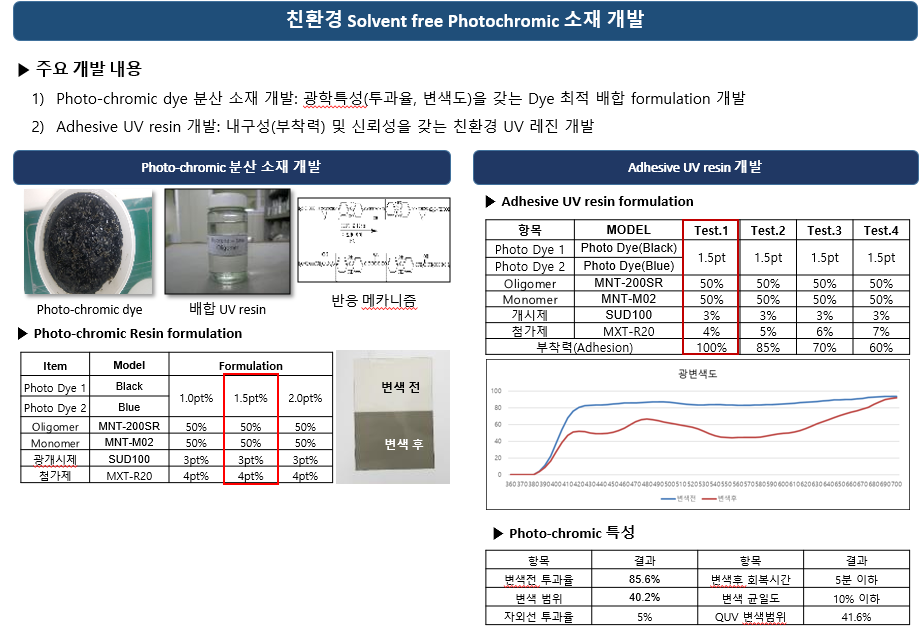 친환경 Solvent free Photochromic 소재 개발
▶ 주요 개발 내용
1) Photo-chromic dye 분산 소재 개발: 광학특성(투과율, 변색도)을 갖는 Dye 최적 배합 formulation 개발
2) Adhesive UV resin 개발: 내구성(부착력) 및 신뢰성을 갖는 친환경 UV 레진 개발
Photo-chromic 분산 소재 개발
Photo-chromic dye
배합 UV resin
Oligomer
반응 메카니즘
▶ Photo-chromic Resin formulation
Item Model Formulation
Photo Dye 1 Black 1.0pt% 1.5pt% 2.0pt%
Photo Dye 2 Blue
Oligomer MNT-200SR 50% 50% 50%
Monomer MNT-M02 50% 50% 50%
광개시제 SUD100 3pt% 3pt% 3pt%
첨가제 MXT-R20 4pt% 4pt% 4pt%
변색 전
변색 후
Adhesive UV resin 개발
▶ Adhesive UV resin formulation
항목 MODEL Test.1 Test.2 Test.3 Test.4
Photo Dye 1 Photo Dye(Black) 1.5pt 1.5pt 1.5pt 1.5pt
Photo Dye 2 Photo Dye(Blue)
Oligomer MNT-200SR 50% 50% 50% 50%
Monomer MNT-M02 50% 50% 50% 50%
개시제 SUD100 3% 3% 3% 3%
첨가제 MXT-R20 4% 5% 6% 7%
부착력(Adhesion) 100% 85% 70% 60%
광변색도
100
80
60
40
20
0
360 370 380 390 400 410 420 430 440 450 460 470 480 490 500 510 520 530 540 550 560 570 580 590 600 610 620 630 640 650 660 670 680 690 700
변색전 변색후
▶ Photo-chromic 특성
항목 결과 항목 결과
변색전 투과율 85.6% 변색후 회복시간 5분 이하
변색 범위 40.2% 변색 균일도 10% 이하
자외선 투과율 5% QUV 변색범위 41.6%